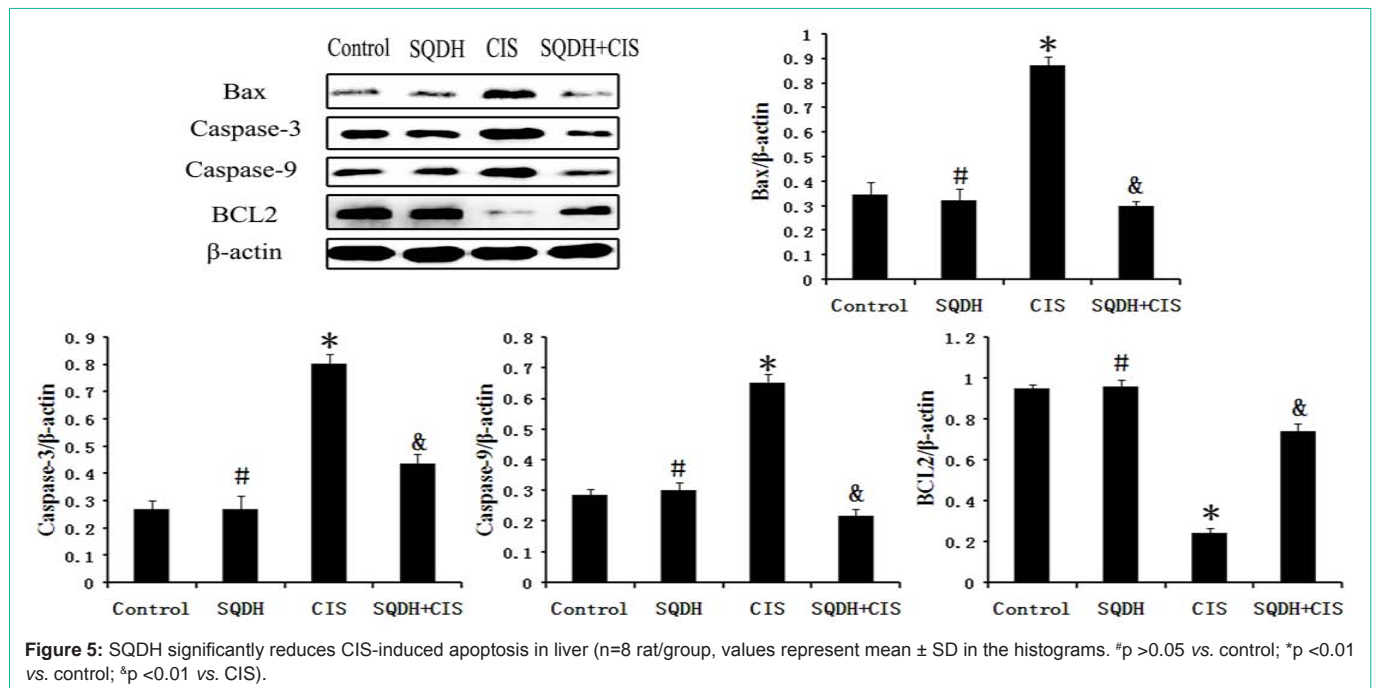 Control SQDH CIS SQDH+CIS
Bax
Caspase-3
Caspase-9
BCL2
β-actin
Bax/β-actin
1
0.9
0.8
0.7
0.6
0.5
0.4
0.3
0.2
0.1
0
# * &
Control SQDH CIS SQDH+CIS
Caspase-3/β-actin
0.9
0.8
0.7
0.6
0.5
0.4
0.3
0.2
0.1
0
# * &
Control SQDH CIS SQDH+CIS
Caspase-9/β-actin
0.8
0.7
0.6
0.5
0.4
0.3
0.2
0.1
0
# * &
Control SQDH CIS SQDH+CIS
BCL2/β-actin
1.2
1
0.8
0.6
0.4
0.2
0
# * &
Control SQDH CIS SQDH+CIS
Figure 5: SQDH significantly reduces CIS-induced apoptosis in liver (n=8 rat/group, values represent mean ± SD in the histograms. #p >0.05 vs. control; *p <0.01
vs. control; &p <0.01 vs. CIS).